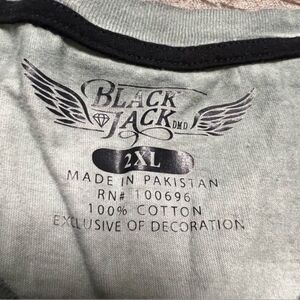 BLACK
JACK DMD
2XL
MADE IN PAKISTAN
RN# 100696
100% COTTON
EXCLUSIVE OF DECORATION